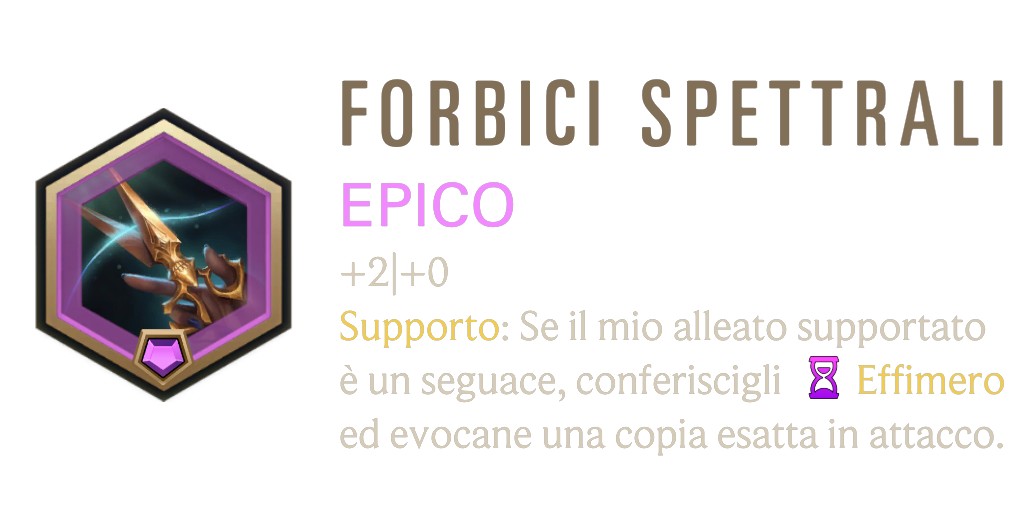 FORBICI SPETTRALI
EPICO
+2|+0
Supporto: Se il mio alleato supportato
è un seguace, conferiscigli Effimero
ed evocane una copia esatta in attacco.